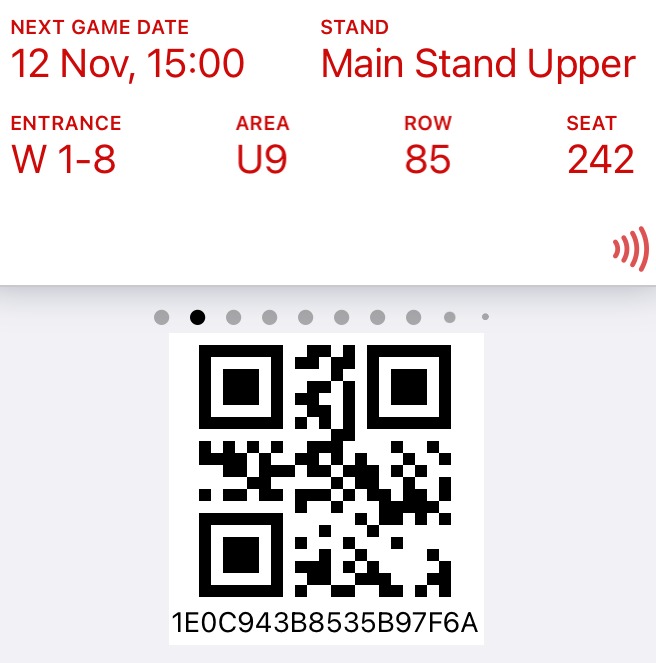 NEXT GAME DATE STAND
12 Nov, 15:00 Main Stand Upper
ENTRANCE AREA ROW SEAT
W 1-8 U9 85 242
1E0C943B8535B97F6A